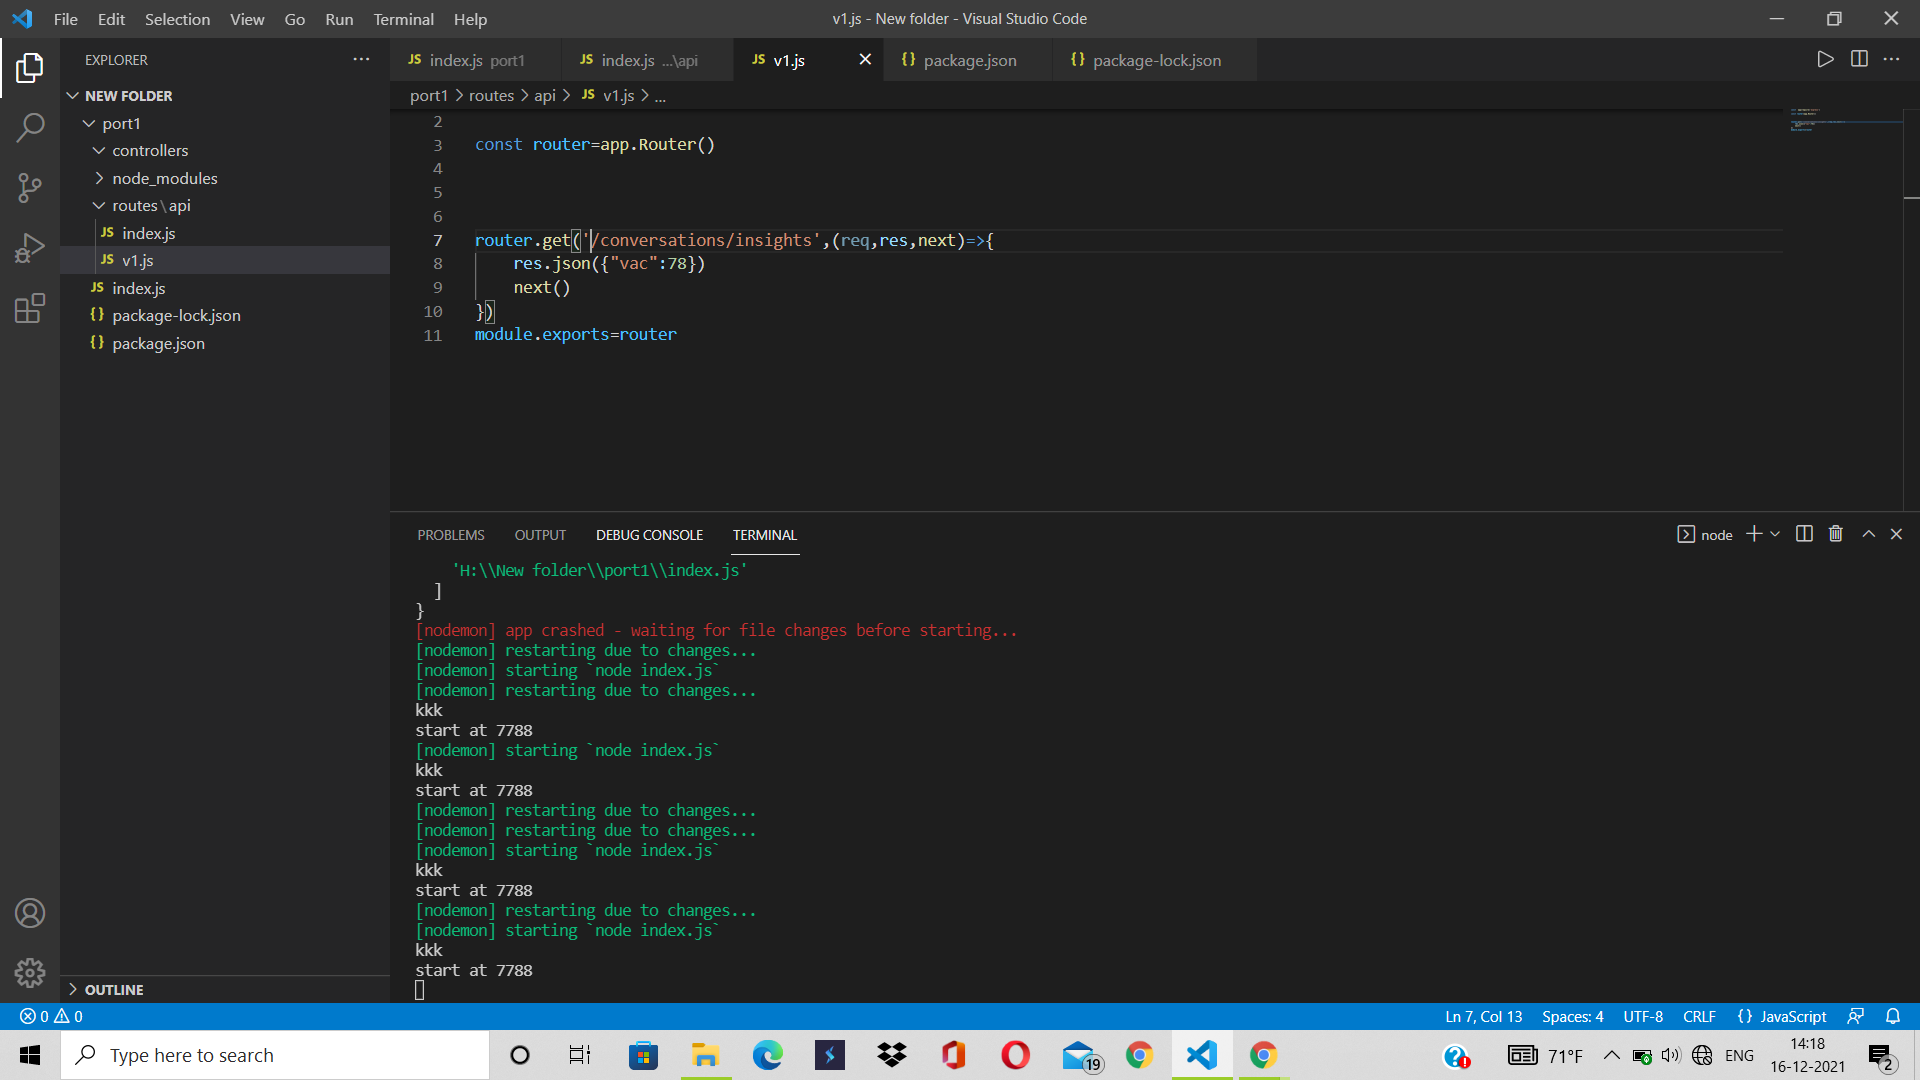 File Edit Selection View Go Run Terminal Help
v1.js - New folder - Visual Studio Code
EXPLORER
NEW FOLDER
port1
controllers
node_modules
routes\api
JS index.js
JS v1.js
JS index.js
{} package-lock.json
{} package.json
OUTLINE
JS index.js port1
JS index.js ...\api
JS v1.js
{} package.json
{} package-lock.json
port1 > routes > api > JS v1.js > ...
2
3 const router=app.Router()
4
5
6
7 router.get('/conversations/insights',(req,res,next)=>{
8 res.json({"vac":78})
9 next()
10 })
11 module.exports=router
PROBLEMS OUTPUT DEBUG CONSOLE TERMINAL
node
'H:\\New folder\\port1\\index.js'
]
}
[nodemon] app crashed - waiting for file changes before starting...
[nodemon] restarting due to changes...
[nodemon] starting `node index.js`
[nodemon] restarting due to changes...
kkk
start at 7788
[nodemon] starting `node index.js`
kkk
start at 7788
[nodemon] restarting due to changes...
[nodemon] restarting due to changes...
[nodemon] starting `node index.js`
kkk
start at 7788
[nodemon] restarting due to changes...
[nodemon] starting `node index.js`
kkk
start at 7788
0 0
Ln 7, Col 13 Spaces: 4 UTF-8 CRLF {} JavaScript
Type here to search
19
71°F
ENG
14:18
16-12-2021
2